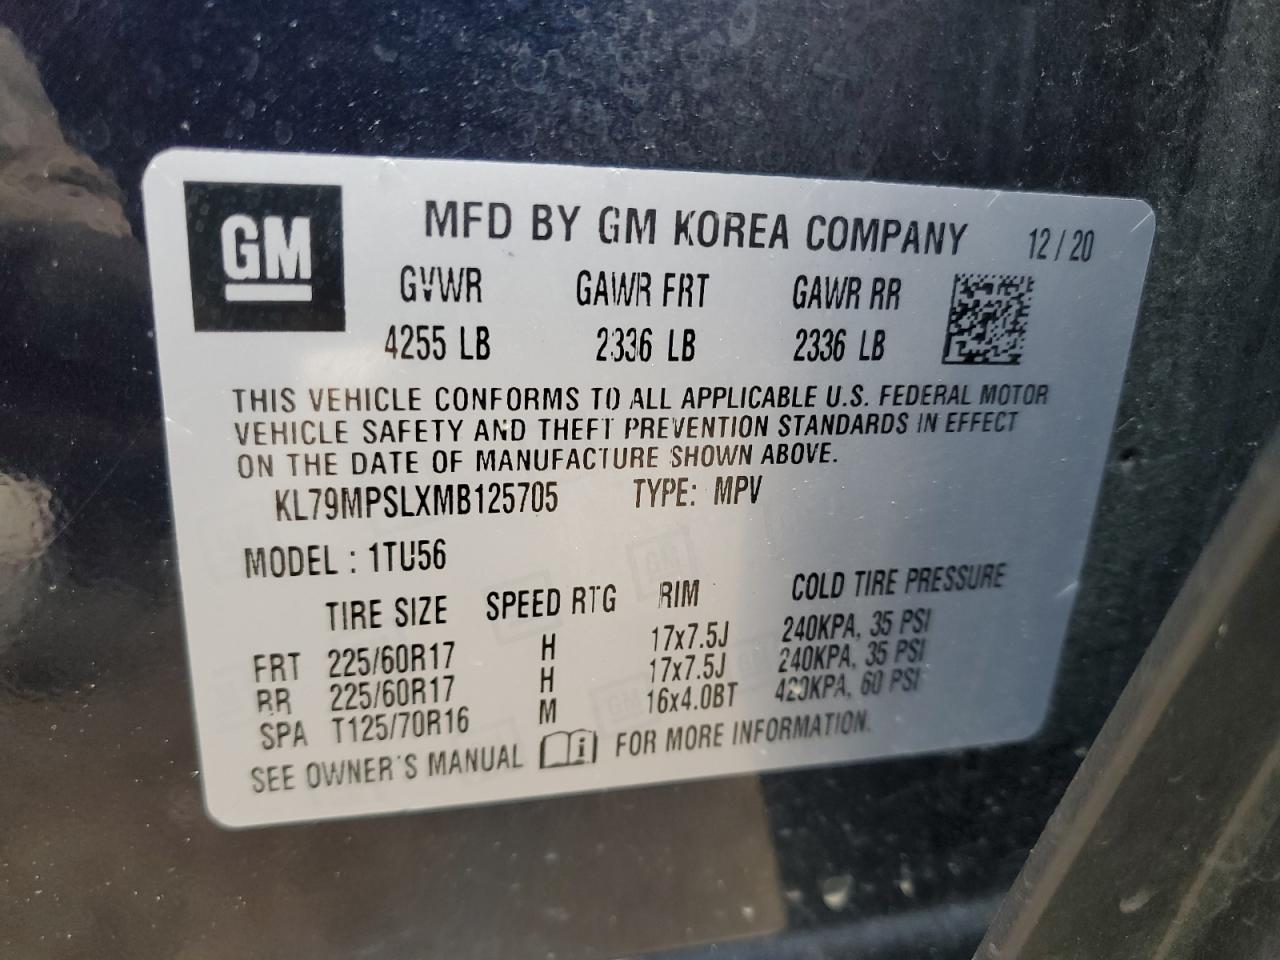 GM
MFD BY GM KOREA COMPANY 12/20
GVWR GAWR FRT GAWR RR
4255 LB 2336 LB 2336 LB
THIS VEHICLE CONFORMS TO ALL APPLICABLE U.S. FEDERAL MOTOR
VEHICLE SAFETY AND THEFT PREVENTION STANDARDS IN EFFECT
ON THE DATE OF MANUFACTURE SHOWN ABOVE.
KL79MPSLXMB125705 TYPE: MPV
MODEL : 1TU56
TIRE SIZE SPEED RTG RIM COLD TIRE PRESSURE
FRT 225/60R17 H 17x7.5J 240KPA, 35 PSI
RR 225/60R17 H 17x7.5J 240KPA, 35 PSI
SPA T125/70R16 M 16x4.0BT 420KPA, 60 PSI
SEE OWNER'S MANUAL i FOR MORE INFORMATION.